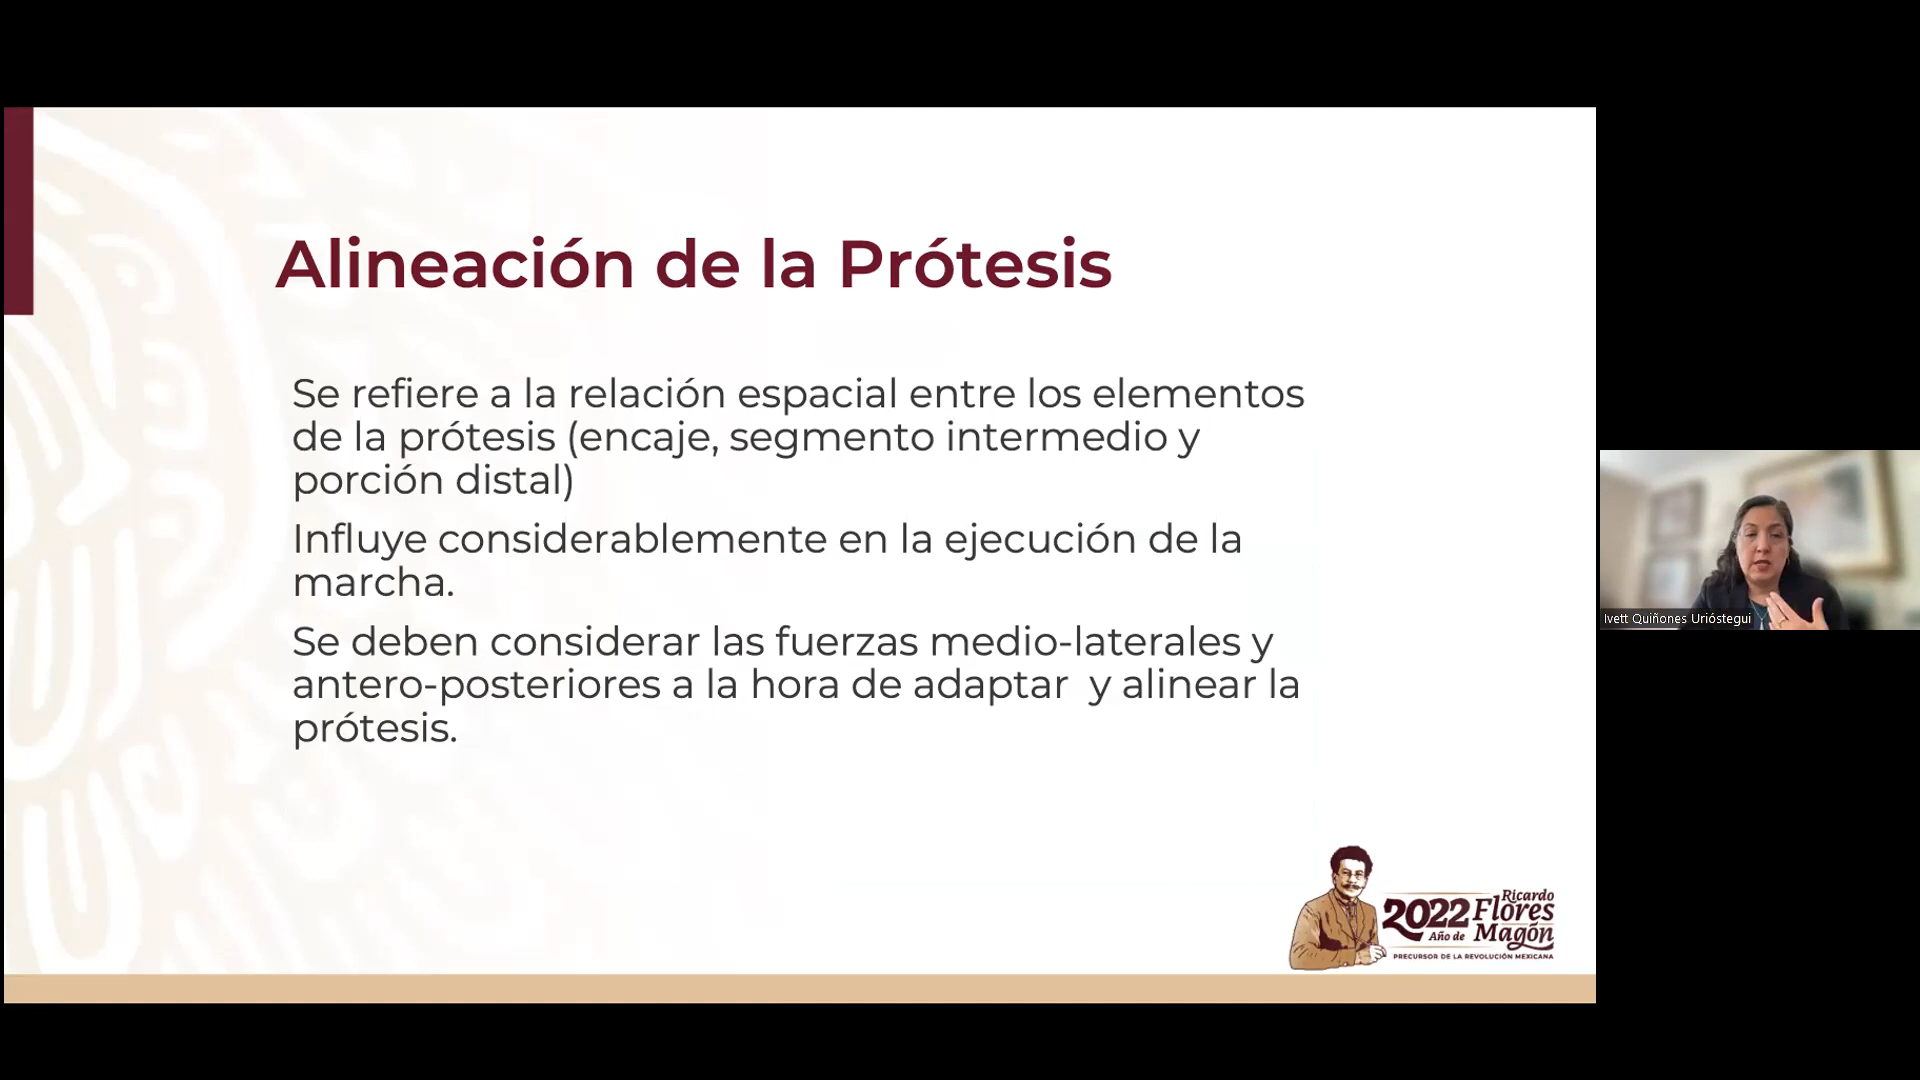 Alineación de la Prótesis
Se refiere a la relación espacial entre los elementos
de la prótesis (encaje, segmento intermedio y
porción distal)
Influye considerablemente en la ejecución de la
marcha.
Se deben considerar las fuerzas medio-laterales y
antero-posteriores a la hora de adaptar  y alinear la
prótesis.
Ivett Quiñones Urióstegui
2022 Ricardo
Flores
Año de Magón
PRECURSOR DE LA REVOLUCIÓN MEXICANA